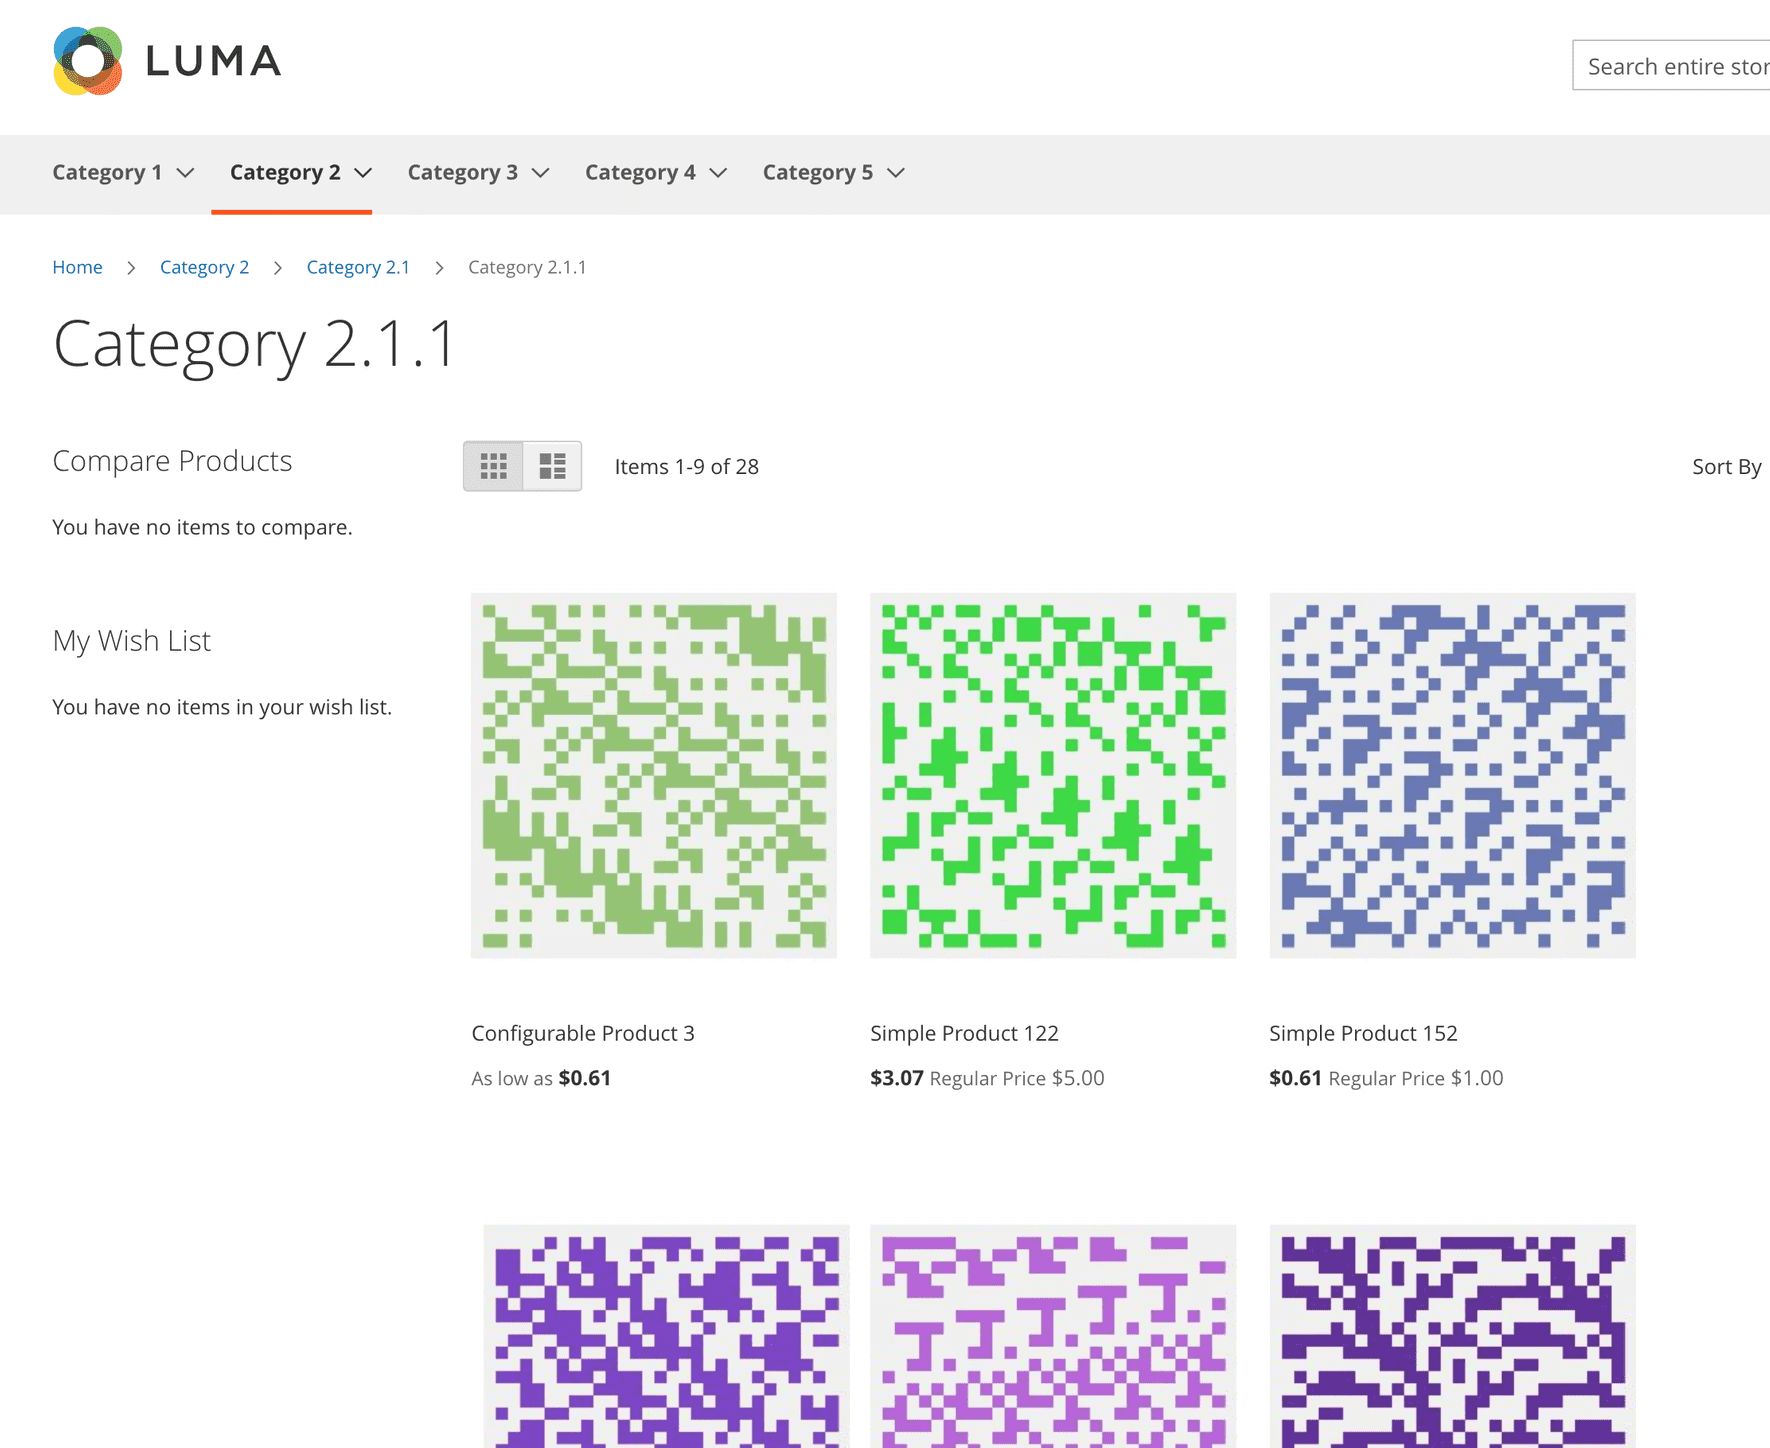 LUMA
Search entire stor
Category 1 Category 2 Category 3 Category 4 Category 5
Home Category 2 Category 2.1 Category 2.1.1
Category 2.1.1
Compare Products
Items 1-9 of 28
Sort By
You have no items to compare.
My Wish List
You have no items in your wish list.
Configurable Product 3
As low as $0.61
Simple Product 122
$3.07 Regular Price $5.00
Simple Product 152
$0.61 Regular Price $1.00